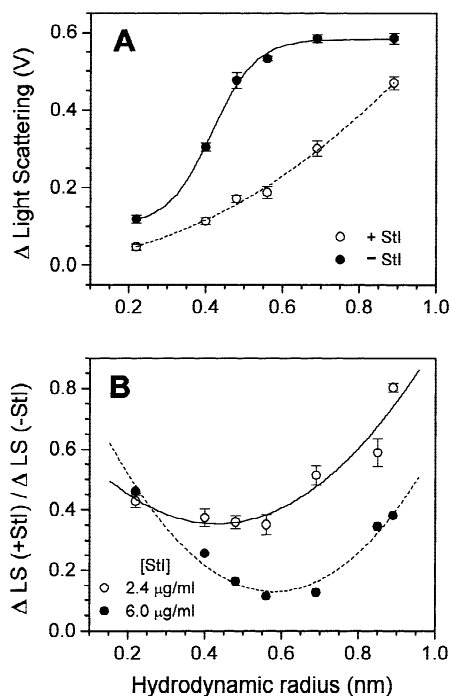 A
Δ Light Scattering (V)
0.6
0.4
0.2
0.0
+ StI
− StI
0.2 0.4 0.6 0.8 1.0
B
Δ LS (+StI) / Δ LS (-StI)
0.8
0.6
0.4
0.2
0.0
[StI]
2.4 μg/ml
6.0 μg/ml
0.2 0.4 0.6 0.8 1.0
Hydrodynamic radius (nm)